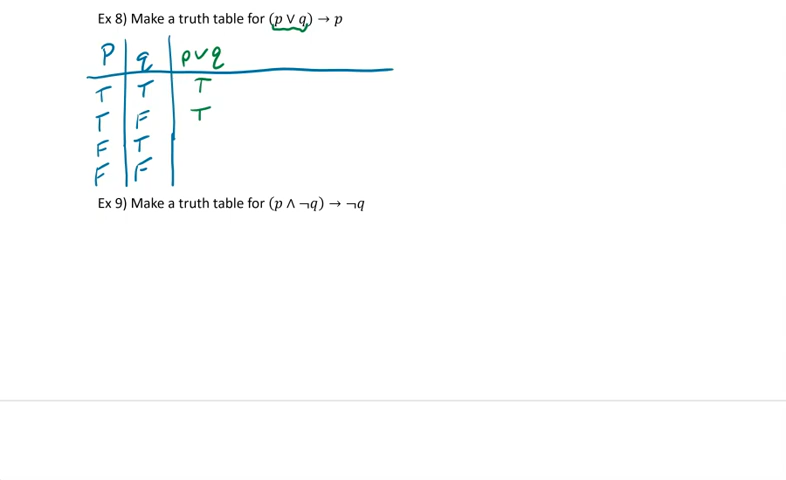 Ex 8) Make a truth table for (p ∨ q) → p
p q p∨q
T T T
T F T
F T
F F
Ex 9) Make a truth table for (p ∧ ¬q) → ¬q